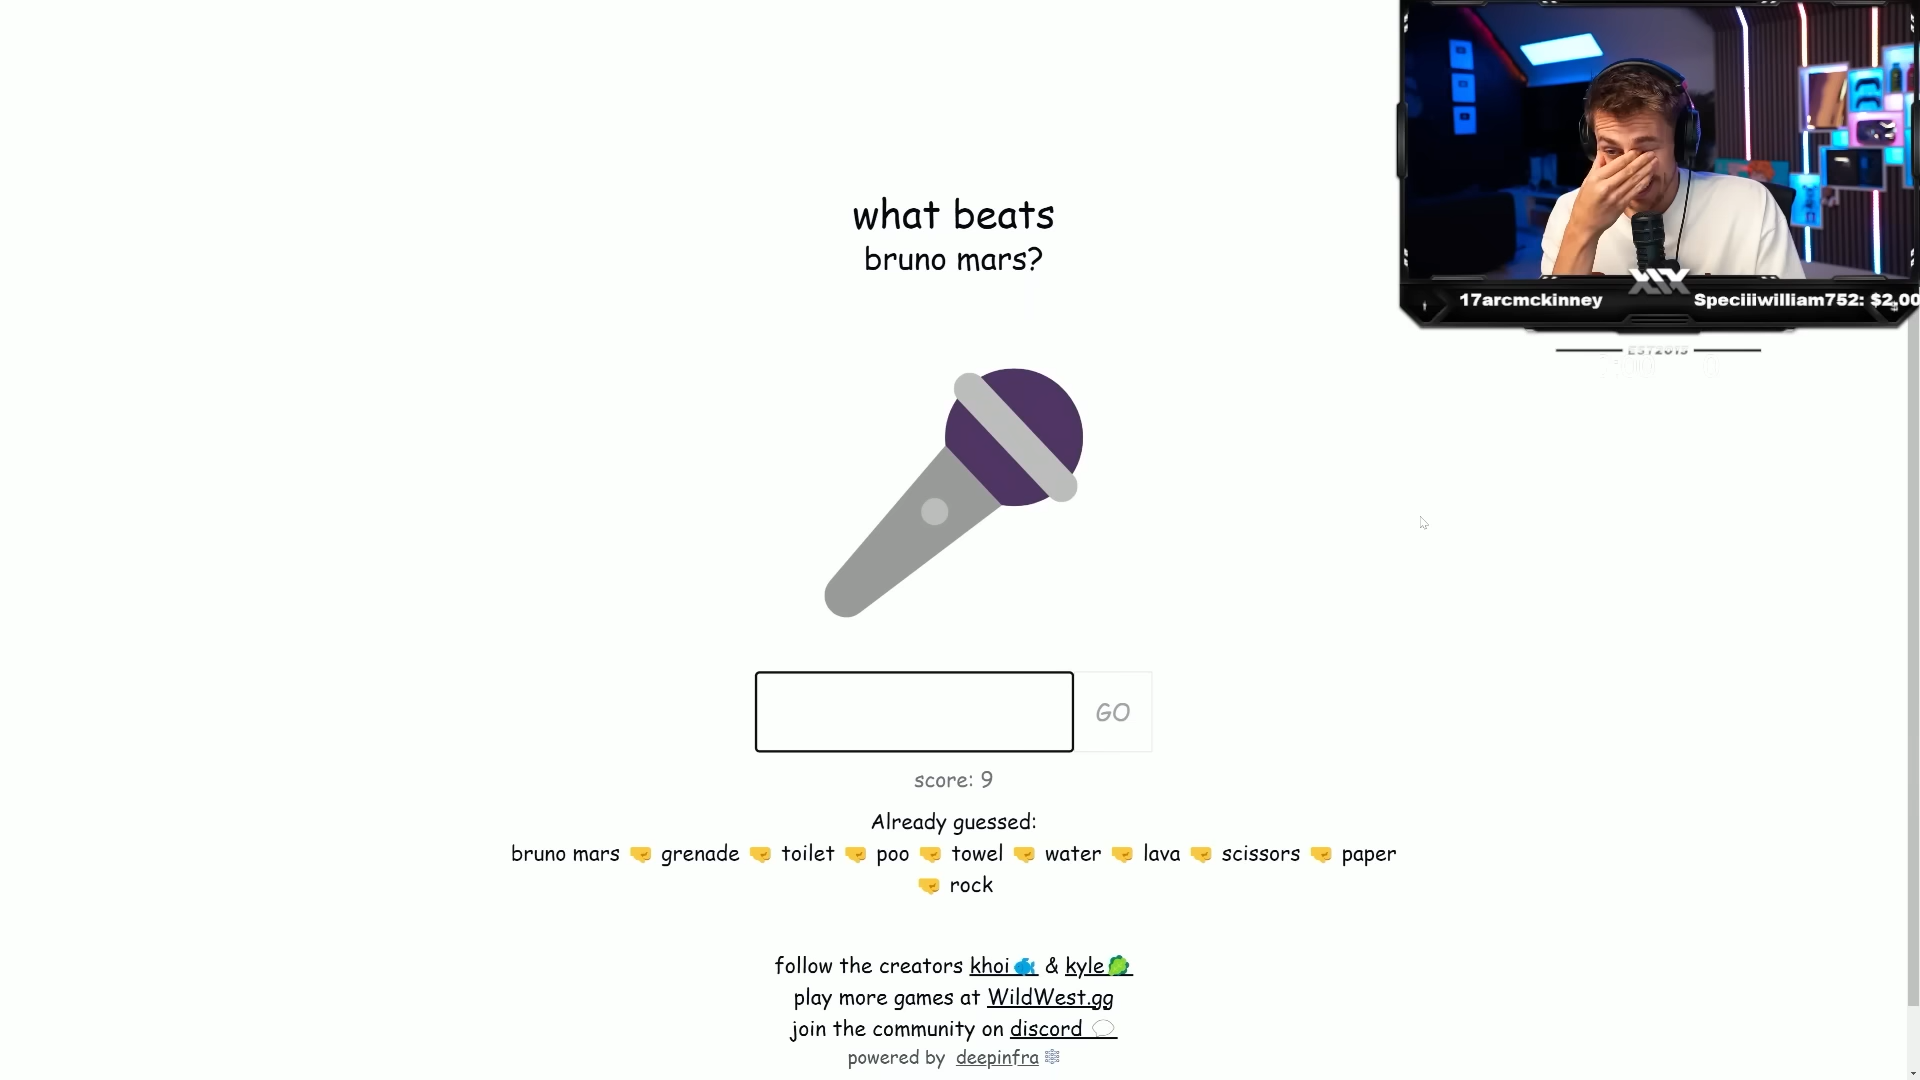 what beats
bruno mars?
17arcmckinney
Speciiiwilliam752: $2,00
EST2015
GO
score: 9
Already guessed:
bruno mars 🤜 grenade 🤜 toilet 🤜 poo 🤜 towel 🤜 water 🤜 lava 🤜 scissors 🤜 paper
🤜 rock
follow the creators khoi🐟 & kyle🥬
play more games at WildWest.gg
join the community on discord 💬
powered by deepinfra